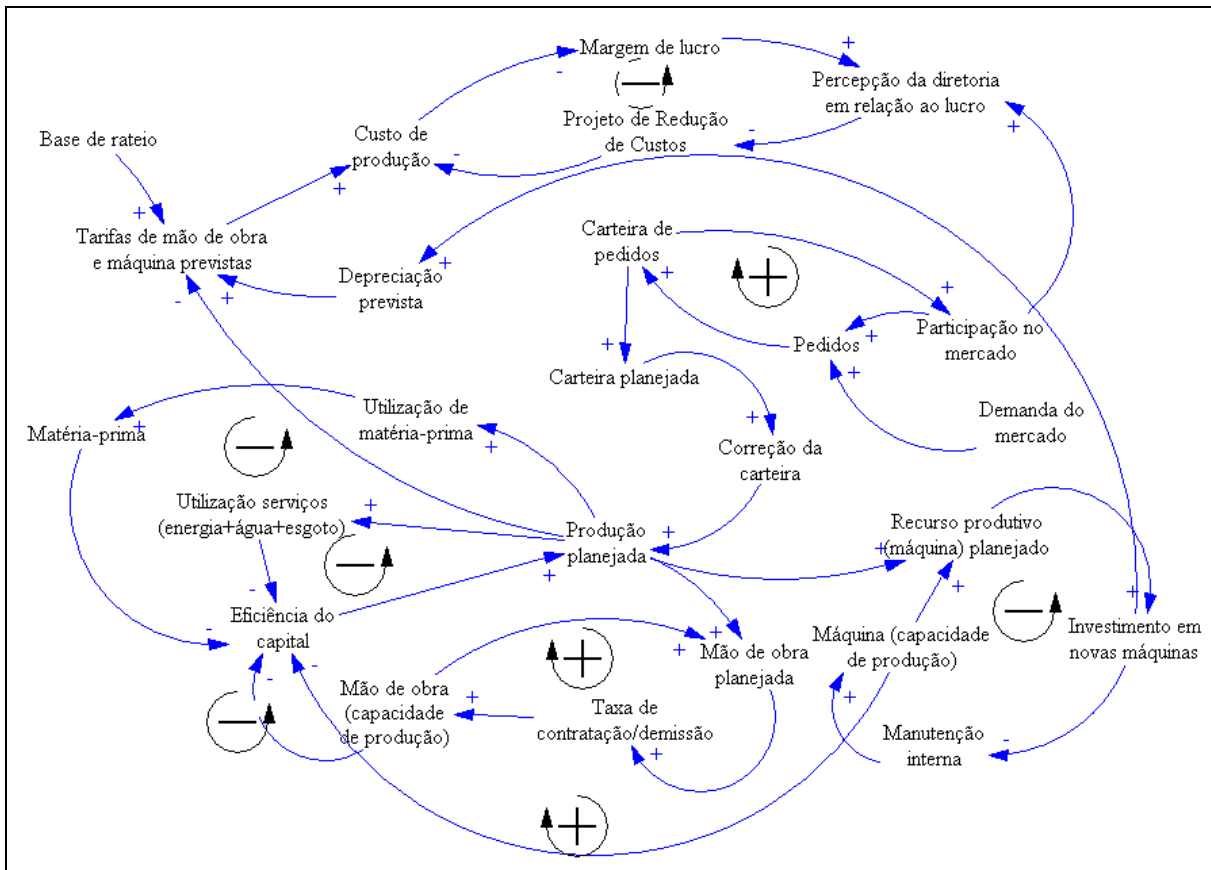 Margem de lucro
Percepção da diretoria
em relação ao lucro
Projeto de Redução
de Custos
Custo de
produção
Base de rateio
Tarifas de mão de obra
e máquina previstas
Depreciação
prevista
Carteira de
pedidos
Participação no
mercado
Pedidos
Carteira planejada
Demanda do
mercado
Utilização de
matéria-prima
Matéria-prima
Correção da
carteira
Utilização serviços
(energia+água+esgoto)
Produção
planejada
Recurso produtivo
(máquina) planejado
Eficiência do
capital
Mão de obra
(capacidade
de produção)
Taxa de
contratação/demissão
Mão de obra
planejada
Máquina (capacidade
de produção)
Investimento em
novas máquinas
Manutenção
interna